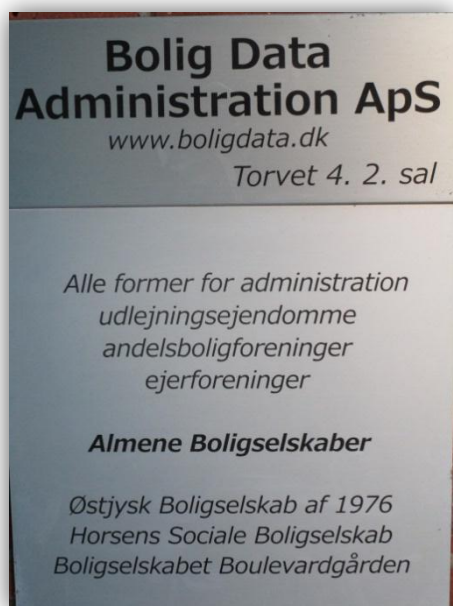 Bolig Data
Administration ApS
www.boligdata.dk
Torvet 4. 2. sal
Alle former for administration
udlejningsejendomme
andelsboligforeninger
ejerforeninger
Almene Boligselskaber
Østjysk Boligselskab af 1976
Horsens Sociale Boligselskab
Boligselskabet Boulevardgården